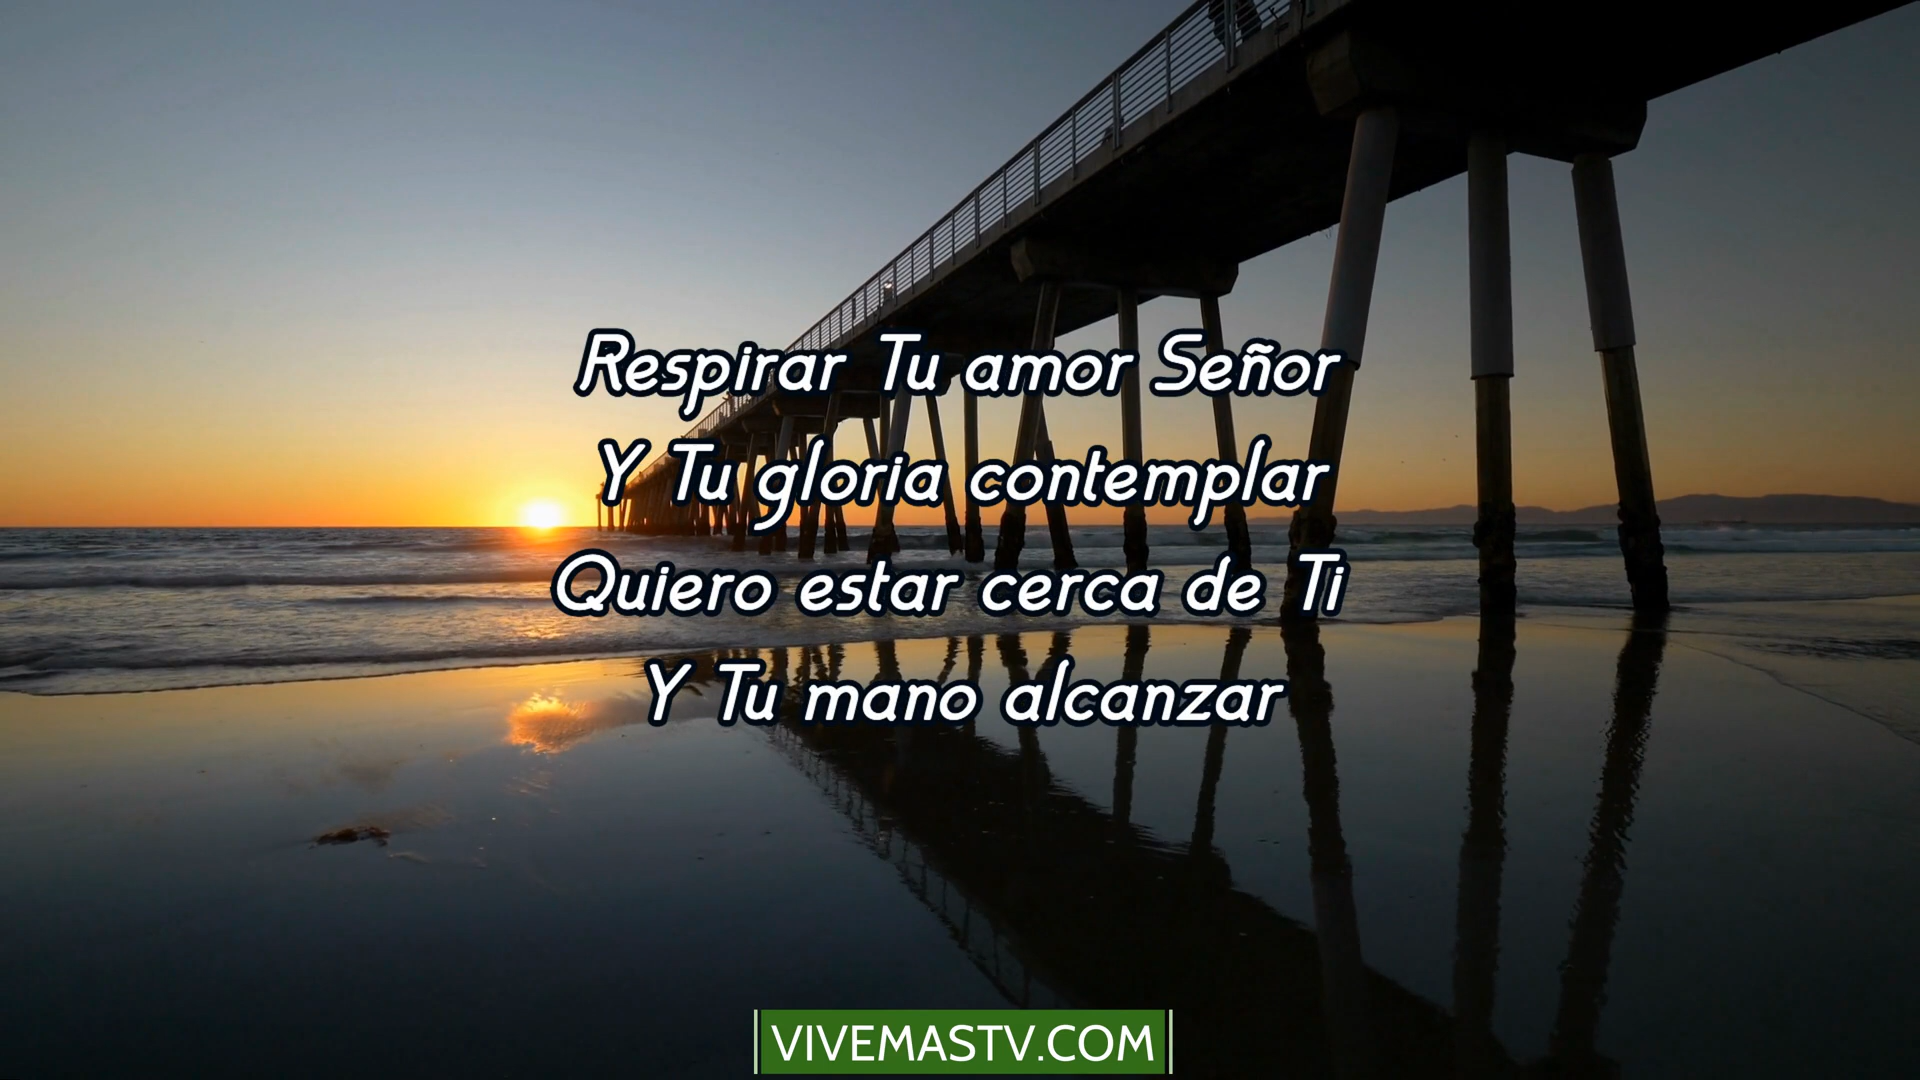 Respirar Tu amor Señor
Y Tu gloria contemplar
Quiero estar cerca de Ti
Y Tu mano alcanzar
VIVEMASTV.COM